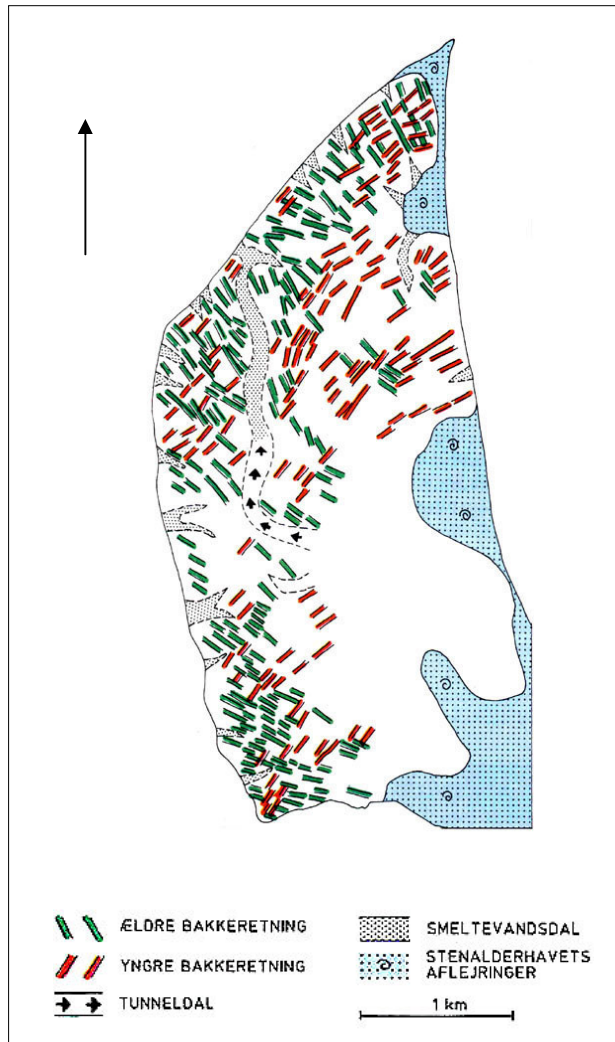 ÆLDRE BAKKERETNING
YNGRE BAKKERETNING
TUNNELDAL
SMELTEVANDSDAL
STENALDERHAVETS
AFLEJRINGER
1 km